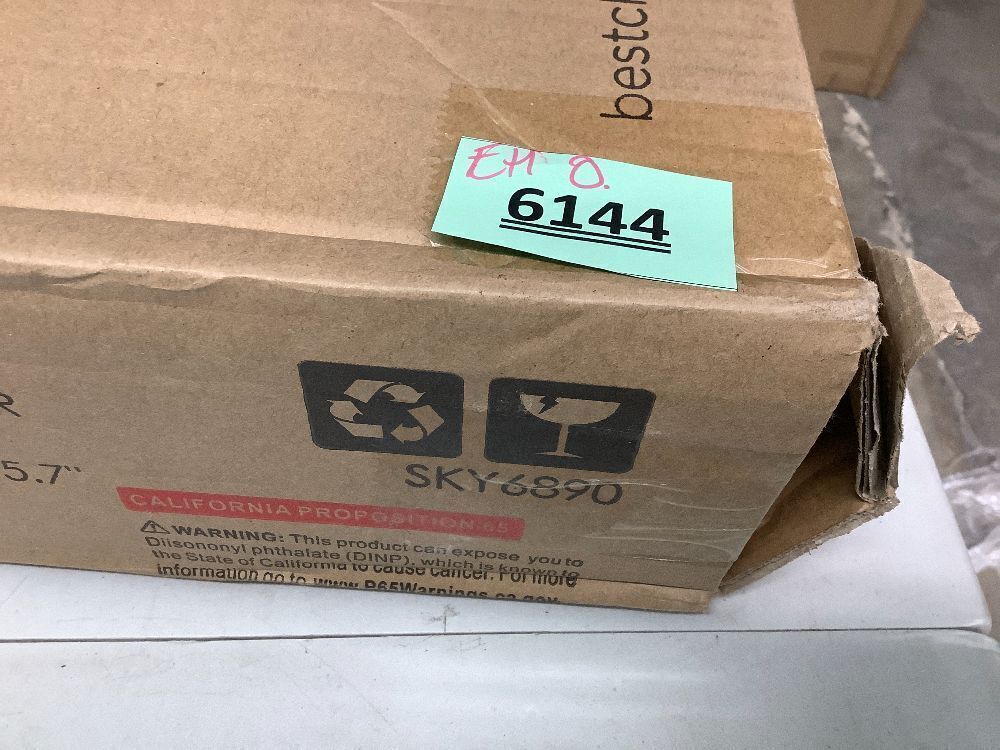 bestc
EH O.
6144
R
5.7"
SKY6890
CALIFORNIA PROPOSITION 65
WARNING: This product can expose you to
Diisononyl phthalate (DINP), which is known to
the State of California to cause cancer. For more
information go to www.P65Warnings.ca.gov